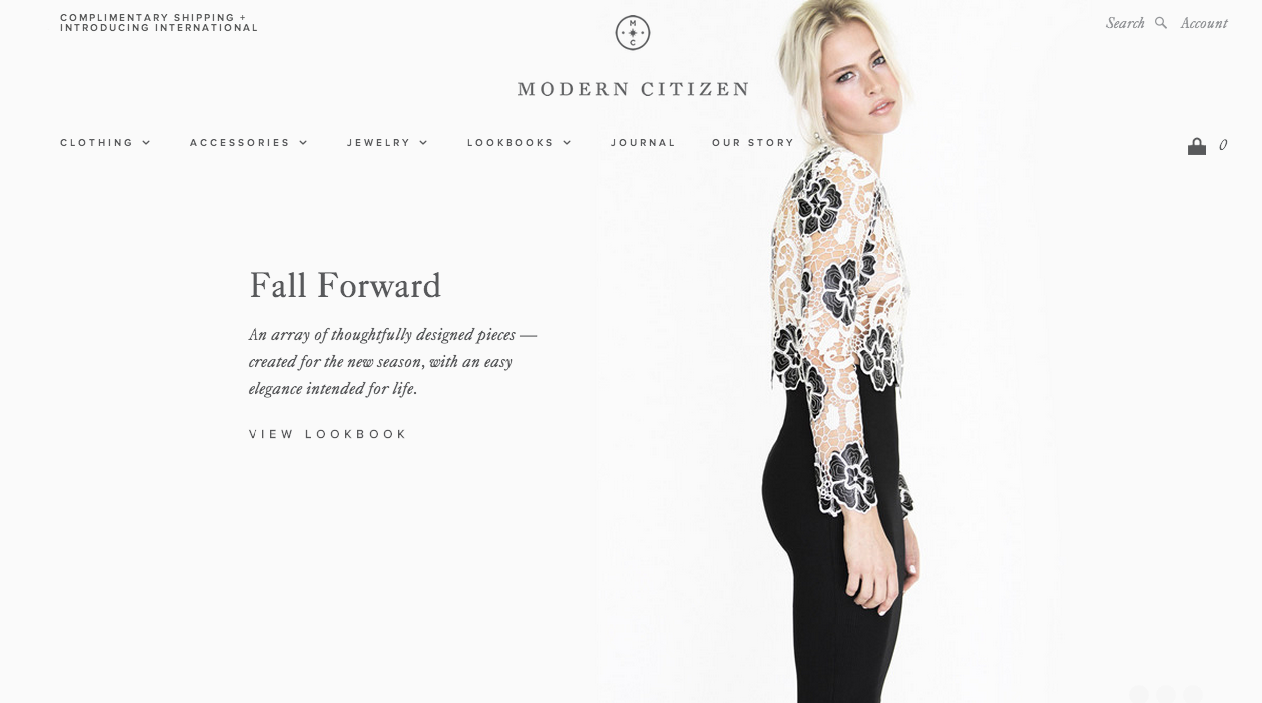 COMPLIMENTARY SHIPPING +
INTRODUCING INTERNATIONAL
M
C
Search
Account
MODERN CITIZEN
CLOTHING
ACCESSORIES
JEWELRY
LOOKBOOKS
JOURNAL
OUR STORY
0
Fall Forward
An array of thoughtfully designed pieces —
created for the new season, with an easy
elegance intended for life.
VIEW LOOKBOOK